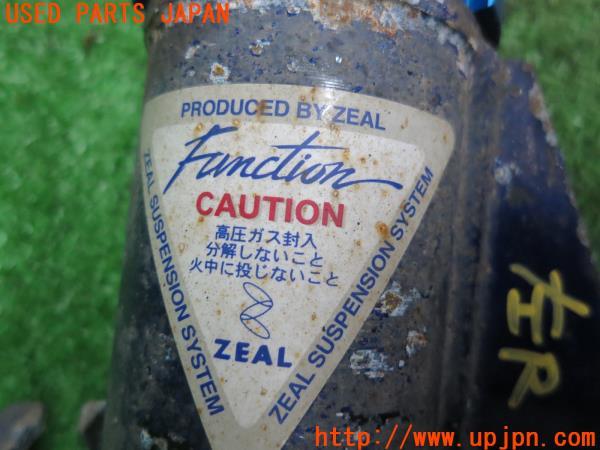 USED PARTS JAPAN
PRODUCED BY ZEAL
Function
CAUTION
高圧ガス封入
分解しないこと
火中に投じないこと
ZEAL
ZEAL SUSPENSION SYSTEM
ZEAL SUSPENSION SYSTEM
左R
http://www.upjpn.com